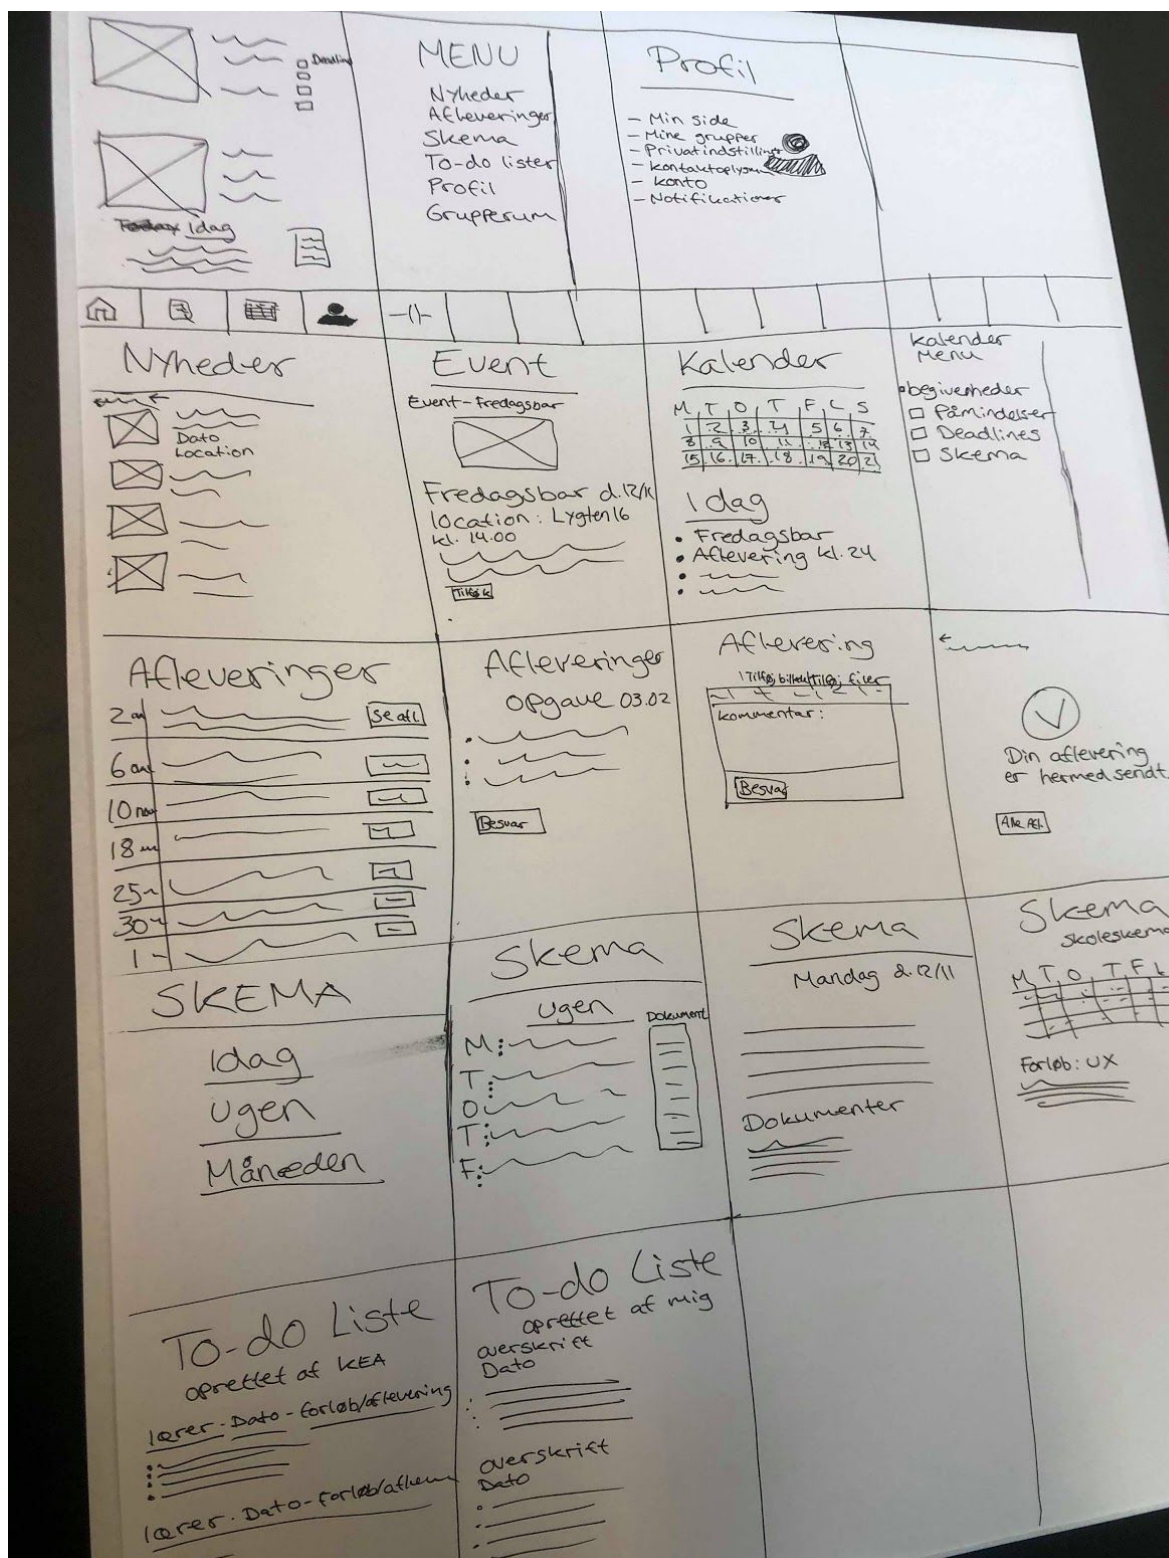 Deadline
Idag
MENU
Nyheder
Afleveringer
Skema
To-do lister
Profil
Grupperum
Profil
- Min side
- Mine grupper
- Privatindstillinger
- Kontaktoplysn
- Konto
- Notifikationer
Nyheder
Dato
Location
Event
Event - Fredagsbar
Fredagsbar d. 12/11
location : Lygten 16
kl. 14.00
Kalender
M T O T F L S
1 2 3 4 5 6 7
8 9 10 11 12 13 14
15 16 17 18 19 20 21
Idag
• Fredagsbar
• Aflevering kl. 24
Kalender
Menu
begivenheder
Påmindelser
Deadlines
Skema
Afleveringer
2
Se afl.
6
10 nov
18
25
30
1
Afleveringer
opgave 03.02
Besvar
Aflevering
Tilføj billede Tilføj filer
kommentar :
Besvar
Din aflevering
er hermed sendt.
Alle Afl.
SKEMA
Idag
Ugen
Måneden
Skema
Ugen
Dokument
M:
T:
O:
T:
F:
Skema
Mandag d. 12/11
Dokumenter
Skema
Skoleskema
M T O T F L
Forløb : UX
To-do Liste
oprettet af KEA
lærer - Dato - forløb/aflevering
lærer - Dato - forløb/aflev
To-do Liste
oprettet af mig
overskrift
Dato
overskrift
Dato